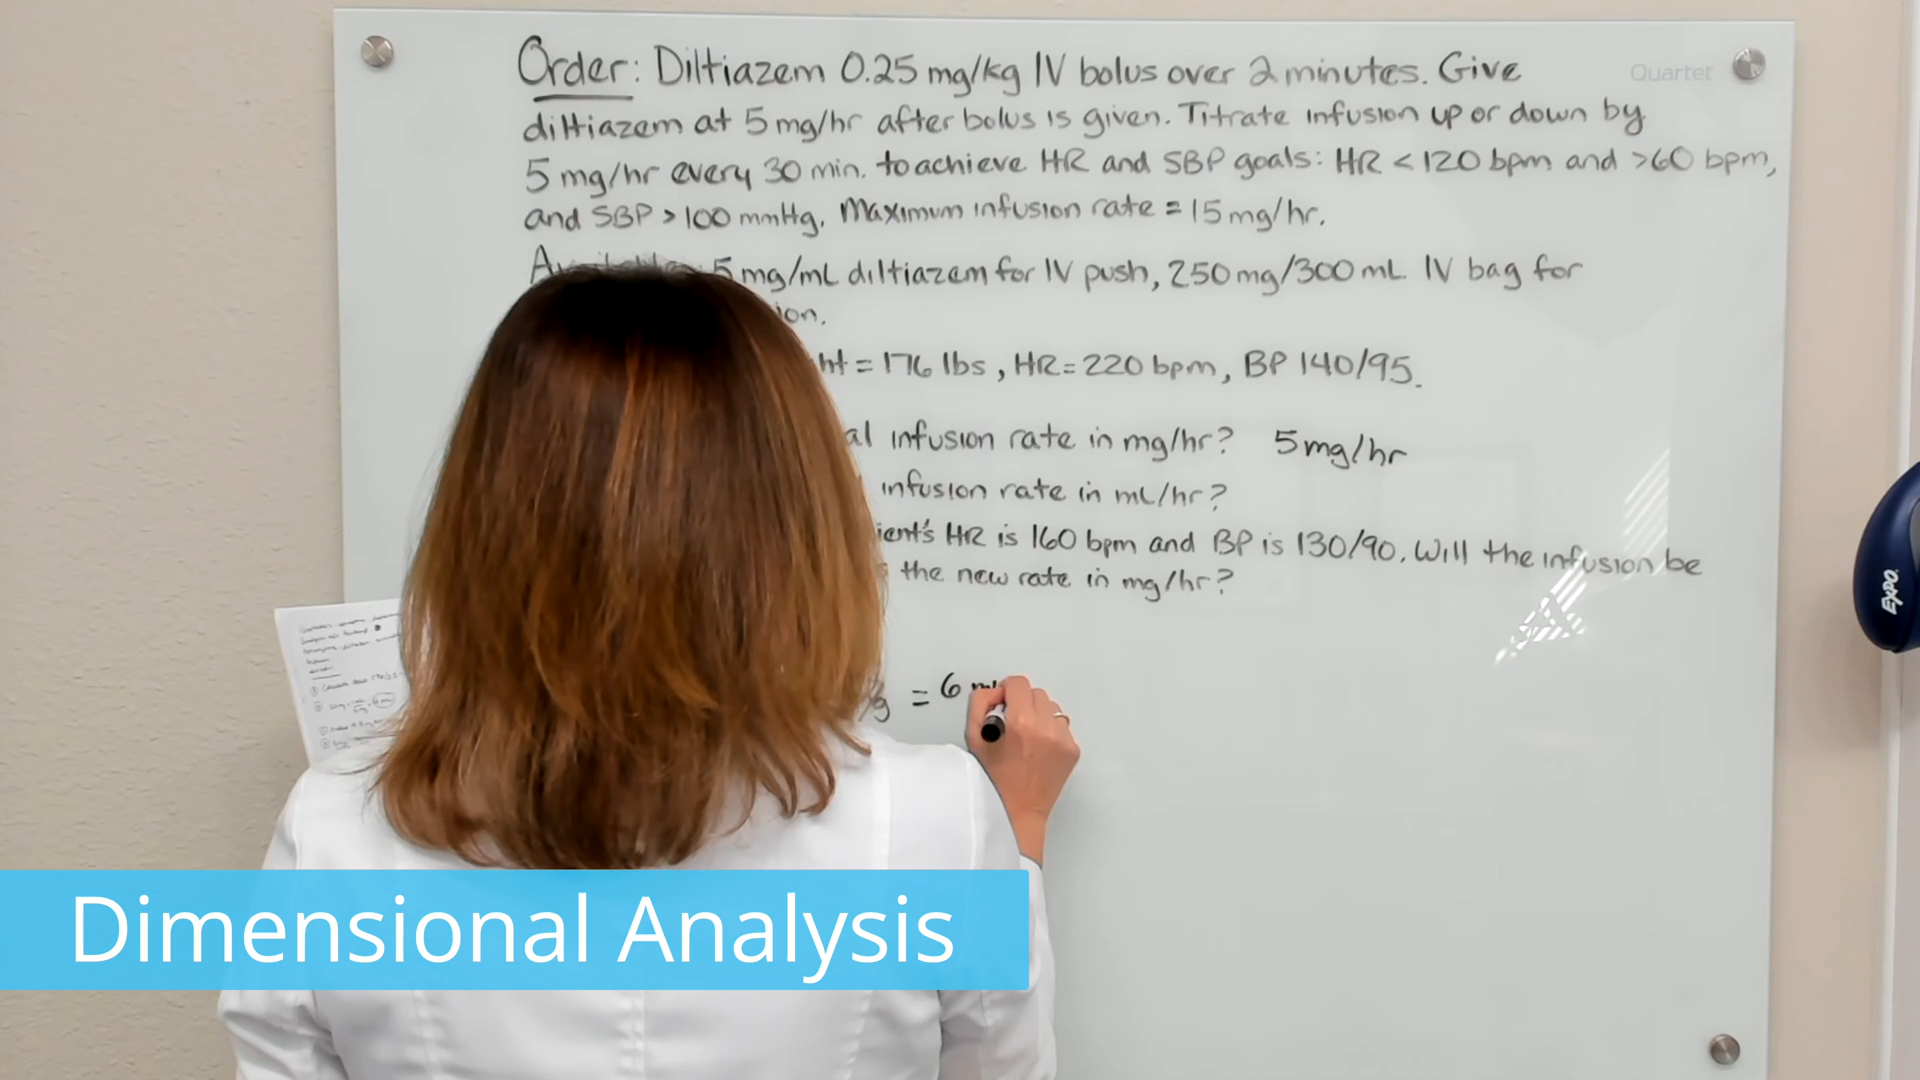 Quartet
Order: Diltiazem 0.25 mg/kg IV bolus over 2 minutes. Give
diltiazem at 5 mg/hr after bolus is given. Titrate infusion up or down by
5 mg/hr every 30 min. to achieve HR and SBP goals: HR < 120 bpm and >60 bpm,
and SBP > 100 mmHg. Maximum infusion rate = 15 mg/hr.
5 mg/mL diltiazem for IV push, 250 mg/300 mL IV bag for
ion.
ht = 176 lbs, HR = 220 bpm, BP 140/95.
al infusion rate in mg/hr? 5 mg/hr
infusion rate in mL/hr?
ient's HR is 160 bpm and BP is 130/90. Will the infusion be
the new rate in mg/hr?
= 6
EXPO
Dimensional Analysis